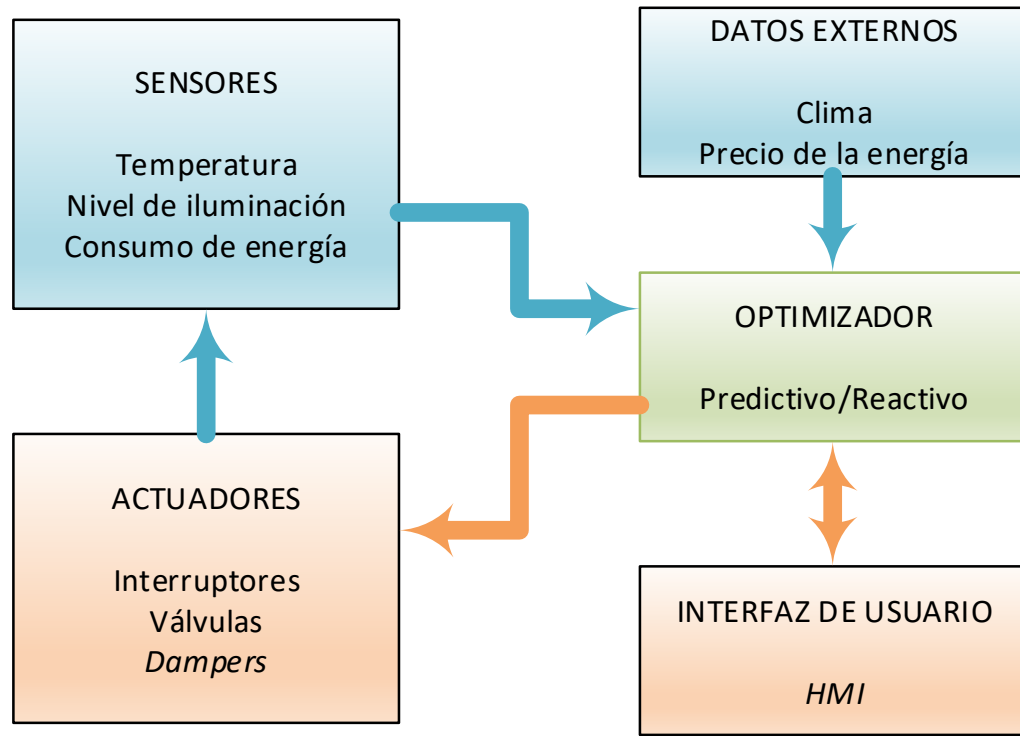 SENSORES
Temperatura
Nivel de iluminación
Consumo de energía
DATOS EXTERNOS
Clima
Precio de la energía
OPTIMIZADOR
Predictivo/Reactivo
ACTUADORES
Interruptores
Válvulas
Dampers
INTERFAZ DE USUARIO
HMI